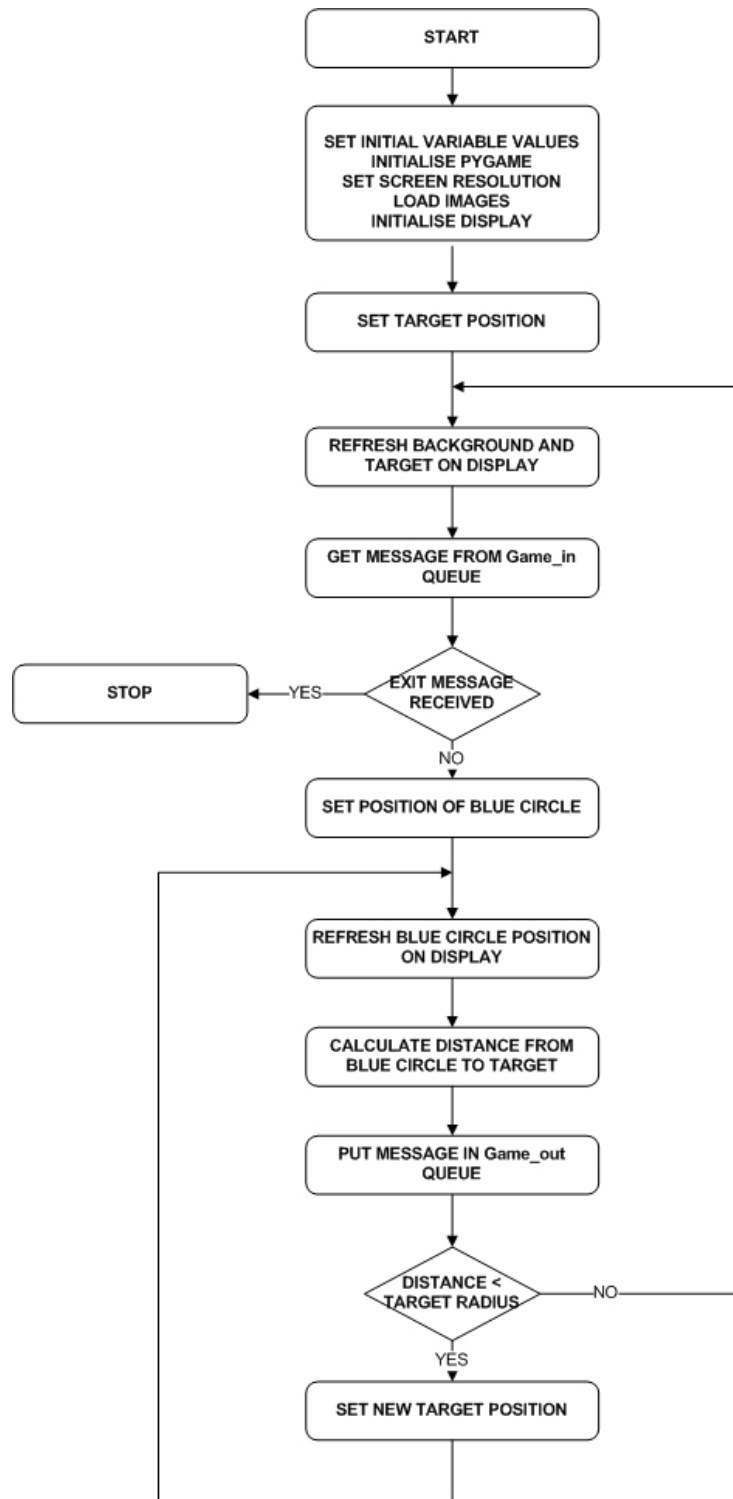 START
SET INITIAL VARIABLE VALUES
INITIALISE PYGAME
SET SCREEN RESOLUTION
LOAD IMAGES
INITIALISE DISPLAY
SET TARGET POSITION
REFRESH BACKGROUND AND
TARGET ON DISPLAY
GET MESSAGE FROM Game_in
QUEUE
EXIT MESSAGE
RECEIVED
YES
STOP
NO
SET POSITION OF BLUE CIRCLE
REFRESH BLUE CIRCLE POSITION
ON DISPLAY
CALCULATE DISTANCE FROM
BLUE CIRCLE TO TARGET
PUT MESSAGE IN Game_out
QUEUE
DISTANCE <
TARGET RADIUS
NO
YES
SET NEW TARGET POSITION